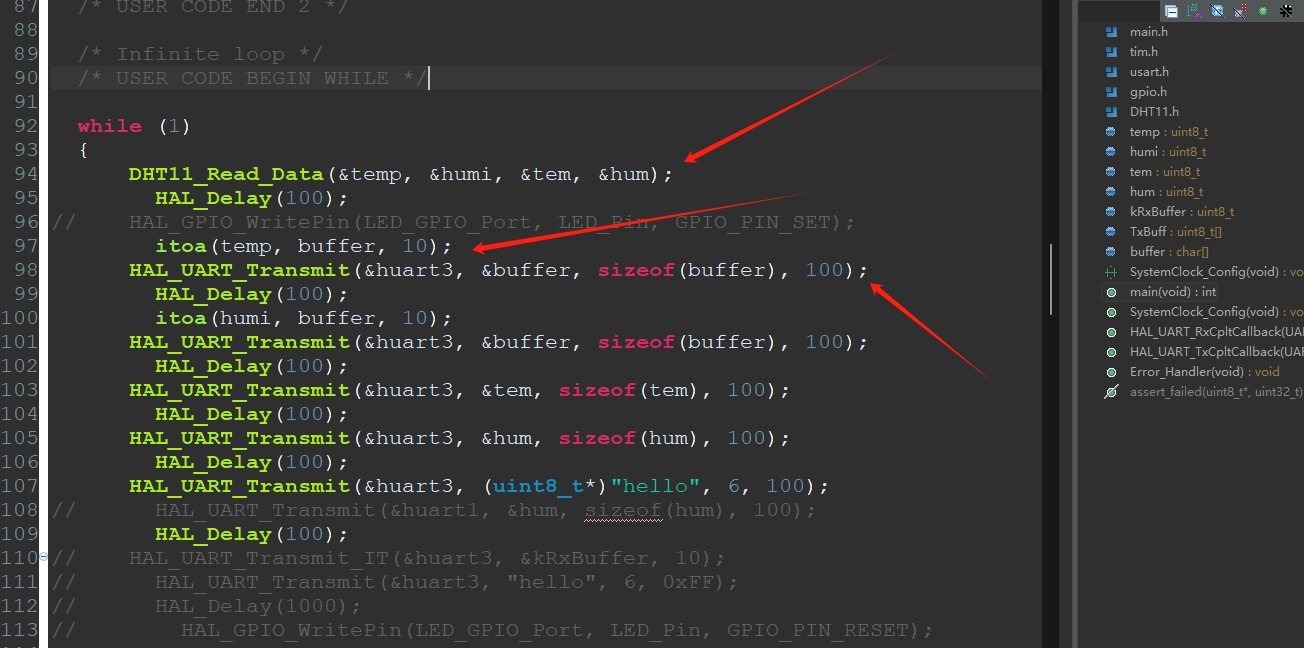 87 /* USER CODE END 2 */
88
89 /* Infinite loop */
90 /* USER CODE BEGIN WHILE */
91
92 while (1)
93 {
94 DHT11_Read_Data(&temp, &humi, &tem, &hum);
95 HAL_Delay(100);
96 // HAL_GPIO_WritePin(LED_GPIO_Port, LED_Pin, GPIO_PIN_SET);
97 itoa(temp, buffer, 10);
98 HAL_UART_Transmit(&huart3, &buffer, sizeof(buffer), 100);
99 HAL_Delay(100);
100 itoa(humi, buffer, 10);
101 HAL_UART_Transmit(&huart3, &buffer, sizeof(buffer), 100);
102 HAL_Delay(100);
103 HAL_UART_Transmit(&huart3, &tem, sizeof(tem), 100);
104 HAL_Delay(100);
105 HAL_UART_Transmit(&huart3, &hum, sizeof(hum), 100);
106 HAL_Delay(100);
107 HAL_UART_Transmit(&huart3, (uint8_t*)"hello", 6, 100);
108 // HAL_UART_Transmit(&huart1, &hum, sizeof(hum), 100);
109 HAL_Delay(100);
110 // HAL_UART_Transmit_IT(&huart3, &kRxBuffer, 10);
111 // HAL_UART_Transmit(&huart3, "hello", 6, 0xFF);
112 // HAL_Delay(1000);
113 // HAL_GPIO_WritePin(LED_GPIO_Port, LED_Pin, GPIO_PIN_RESET);
main.h
tim.h
usart.h
gpio.h
DHT11.h
temp : uint8_t
humi : uint8_t
tem : uint8_t
hum : uint8_t
kRxBuffer : uint8_t
TxBuff : uint8_t[]
buffer : char[]
SystemClock_Config(void) : vo
main(void) : int
SystemClock_Config(void) : vo
HAL_UART_RxCpltCallback(UA
HAL_UART_TxCpltCallback(UA
Error_Handler(void) : void
assert_failed(uint8_t*, uint32_t)